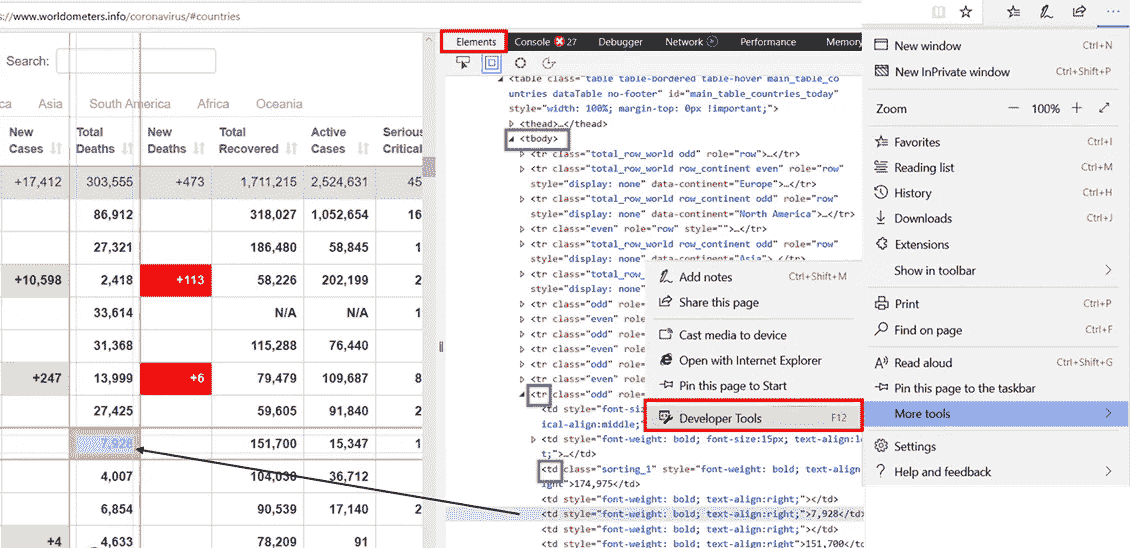 s://www.worldometers.info/coronavirus/#countries
Search:
ca Asia South America Africa Oceania
New Cases Total Deaths New Deaths Total Recovered Active Cases Serious Critical
+17,412 303,555 +473 1,711,215 2,524,631 45
86,912 318,027 1,052,654 16
27,321 186,480 58,845 1
+10,598 2,418 +113 58,226 202,199 2
33,614 N/A N/A 1
31,368 115,288 76,440
+247 13,999 +6 79,479 109,687 8
27,425 59,605 91,840 2
7,928 151,700 15,347 1
4,007 104,030 36,712
6,854 90,539 17,140 2
+4 4,633 78,209 91
Elements Console 27 Debugger Network Performance Memory
<table class="table table-bordered table-hover main_table_co
untries dataTable no-footer" id="main_table_countries_today"
style="width: 100%; margin-top: 0px !important;">
<thead>…</thead>
<tbody>
<tr class="total_row_world odd" role="row">…</tr>
<tr class="total_row_world row_continent even" role="row"
style="display: none" data-continent="Europe">…</tr>
<tr class="total_row_world row_continent odd" role="row"
style="display: none" data-continent="North America">…</tr>
<tr class="even" role="row" style="">…</tr>
<tr class="total_row_world row_continent odd" role="row"
style="display: none" data-continent="Asia">…</tr>
<tr class="total_row_
style="display: none"
<tr class="odd" role=
<tr class="even" role
<tr class="odd" role=
<tr class="even" role
<tr class="odd" role=
<tr class="even" role
<tr class="odd" role=
<td style="font-siz
ical-align:middle;"
<td style="font-weight: bold; font-size:15px; text-align:le
t;">…</td>
<td class="sorting_1" style="font-weight: bold; text-align:
ight">174,975</td>
<td style="font-weight: bold; text-align:right;"></td>
<td style="font-weight: bold; text-align:right;">7,928</td>
<td style="font-weight: bold; text-align:right;"></td>
<td style="font-weight: bold; text-align:right;">151,700</td>
Add notes Ctrl+Shift+M
Share this page
Cast media to device
Open with Internet Explorer
Pin this page to Start
Developer Tools F12
New window Ctrl+N
New InPrivate window Ctrl+Shift+P
Zoom 100%
Favorites Ctrl+I
Reading list Ctrl+M
History Ctrl+H
Downloads Ctrl+J
Extensions
Show in toolbar
Print Ctrl+P
Find on page Ctrl+F
Read aloud Ctrl+Shift+G
Pin this page to the taskbar
More tools
Settings
Help and feedback